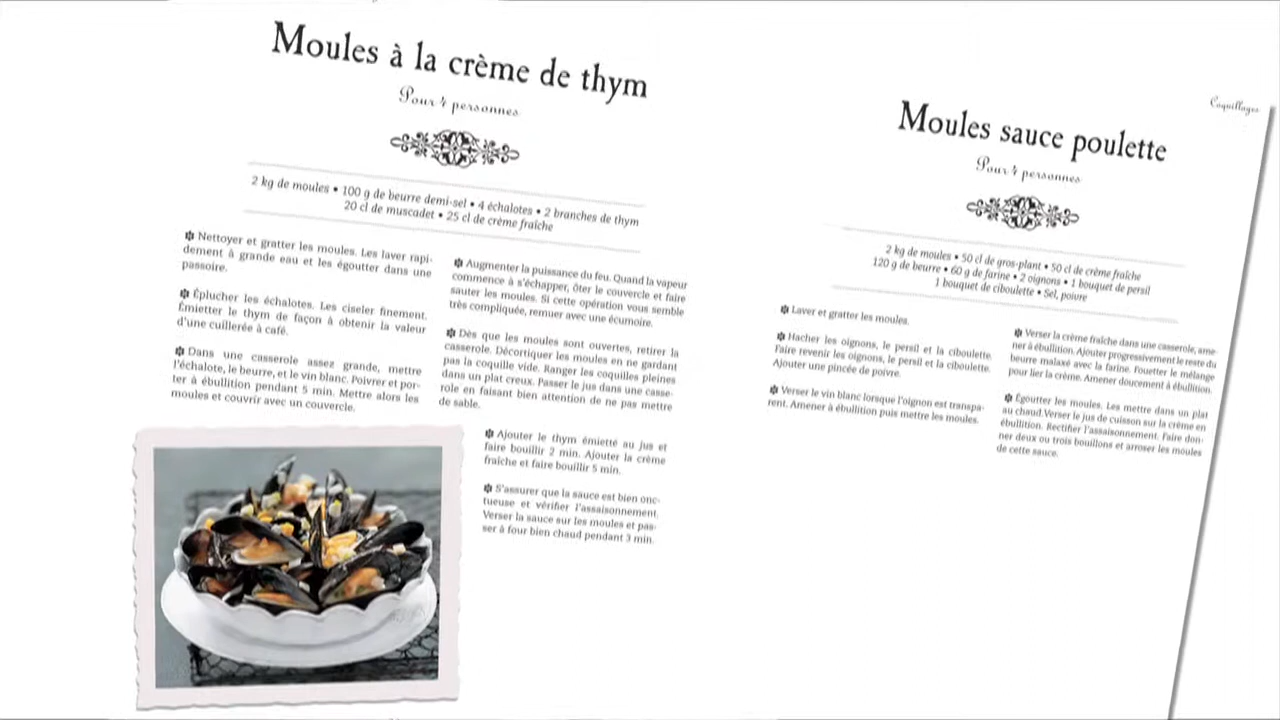 Moules à la crème de thym
Pour 4 personnes
2 kg de moules • 100 g de beurre demi-sel • 4 échalotes • 2 branches de thym
20 cl de muscadet • 25 cl de crème fraîche
Nettoyer et gratter les moules. Les laver rapi-
dement à grande eau et les égoutter dans une
passoire.
Éplucher les échalotes. Les ciseler finement.
Émietter le thym de façon à obtenir la valeur
d'une cuillerée à café.
Dans une casserole assez grande, mettre
l'échalote, le beurre, et le vin blanc. Poivrer et por-
ter à ébullition pendant 5 min. Mettre alors les
moules et couvrir avec un couvercle.
Augmenter la puissance du feu. Quand la vapeur
commence à s'échapper, ôter le couvercle et faire
sauter les moules. Si cette opération vous semble
très compliquée, remuer avec une écumoire.
Dès que les moules sont ouvertes, retirer la
casserole. Décortiquer les moules en ne gardant
pas la coquille vide. Ranger les coquilles pleines
dans un plat creux. Passer le jus dans une casse-
role en faisant bien attention de ne pas mettre
de sable.
Ajouter le thym émietté au jus et
faire bouillir 2 min. Ajouter la crème
fraîche et faire bouillir 5 min.
S'assurer que la sauce est bien onc-
tueuse et vérifier l'assaisonnement.
Verser la sauce sur les moules et pas-
ser à four bien chaud pendant 3 min.
Coquillages
Moules sauce poulette
Pour 4 personnes
2 kg de moules • 50 cl de gros-plant • 50 cl de crème fraîche
120 g de beurre • 60 g de farine • 2 oignons • 1 bouquet de persil
1 bouquet de ciboulette • Sel, poivre
Laver et gratter les moules.
Hacher les oignons, le persil et la ciboulette.
Faire revenir les oignons, le persil et la ciboulette.
Ajouter une pincée de poivre.
Verser le vin blanc lorsque l'oignon est transpa-
rent. Amener à ébullition puis mettre les moules.
Verser la crème fraîche dans une casserole, ame-
ner à ébullition. Ajouter progressivement le reste du
beurre malaxé avec la farine. Fouetter le mélange
pour lier la crème. Amener doucement à ébullition.
Égoutter les moules. Les mettre dans un plat
au chaud. Verser le jus de cuisson sur la crème en
ébullition. Rectifier l'assaisonnement. Faire don-
ner deux ou trois bouillons et arroser les moules
de cette sauce.